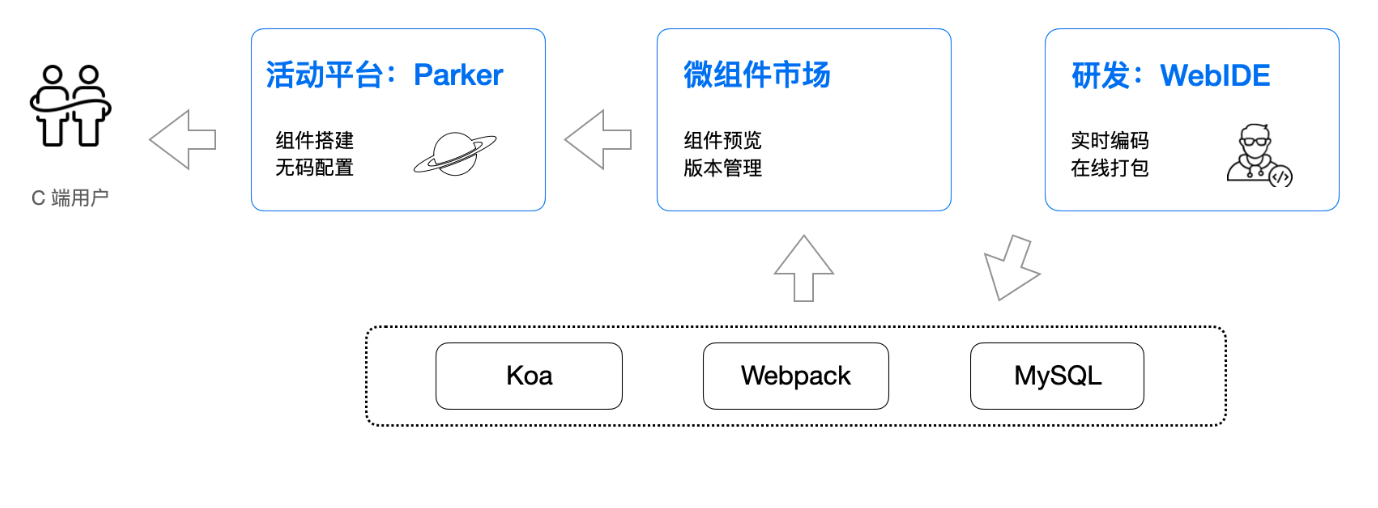 活动平台：Parker
组件搭建
无码配置
微组件市场
组件预览
版本管理
研发：WebIDE
实时编码
在线打包
</>
C 端用户
Koa
Webpack
MySQL